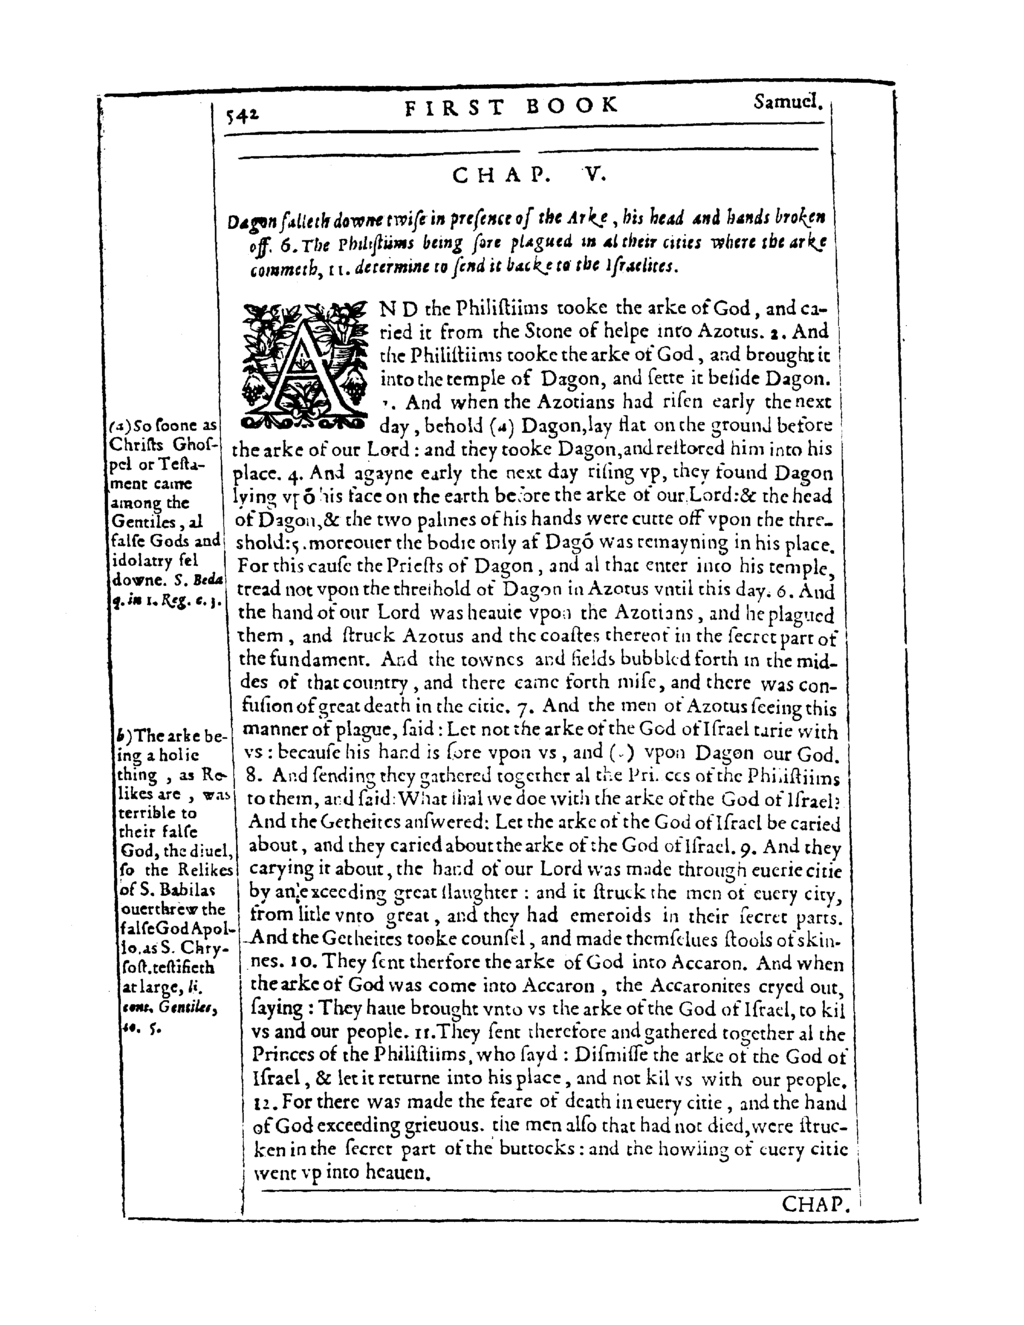 542 FIRST BOOK Samuel.
CHAP. V.
Dagon falleth downe twiſe in preſence of the Arke, his head and hands broken
off. 6. The Philiſtiims being ſore plagued in al their cities where the arke
commeth, 11. determine to ſend it backe to the Iſraelites.
AND the Philiſtiims tooke the arke of God, and ca-
ried it from the Stone of helpe into Azotus. 2. And
the Philiſtiims tooke the arke of God, and brought it
into the temple of Dagon, and ſette it beſide Dagon.
3. And when the Azotians had riſen early the next
day, behold (a) Dagon, lay flat on the ground before
the arke of our Lord: and they tooke Dagon, and reſtored him into his
place. 4. And agayne early the next day riſing vp, they found Dagon
lying vpō his face on the earth before the arke of our Lord: & the head
of Dagon, & the two palmes of his hands were cutte off vpon the thre-
shold: 5. moreouer the bodie only af Dagō was remayning in his place.
For this cauſe the Prieſts of Dagon, and al that enter into his temple,
tread not vpon the threſhold of Dagon in Azotus vntil this day. 6. And
the hand of our Lord was heauie vpon the Azotians, and he plagued
them, and ſtruck Azotus and the coaſtes thereof in the ſecret part of
the fundament. And the townes and fields bubbled forth in the mid-
des of that country, and there came forth miſe, and there was con-
fuſion of great death in the citie. 7. And the men of Azotus ſeeing this
manner of plague, ſaid: Let not the arke of the God of Iſrael tarie with
vs: becauſe his hand is ſore vpon vs, and ( ) vpon Dagon our God.
8. And ſending they gathered together al the Princes of the Philiſtiims
to them, and ſaid: What ſhal we doe with the arke of the God of Iſrael?
And the Getheites anſwered: Let the arke of the God of Iſrael be caried
about, and they caried about the arke of the God of Iſrael. 9. And they
carying it about, the hand of our Lord was made through euerie citie
by an exceeding great ſlaughter: and it ſtruck the men of euery city,
from litle vnto great, and they had emeroids in their ſecret parts.
And the Getheites tooke counſel, and made themſelues ſtools of skin-
nes. 10. They ſent therfore the arke of God into Accaron. And when
the arke of God was come into Accaron, the Accaronites cryed out,
ſaying: They haue brought vnto vs the arke of the God of Iſrael, to kil
vs and our people. 11. They ſent therefore and gathered together al the
Princes of the Philiſtiims, who ſayd: Diſmiſſe the arke of the God of
Iſrael, & let it returne into his place, and not kil vs with our people.
12. For there was made the feare of death in euery citie, and the hand
of God exceeding grieuous. the men alſo that had not died, were ſtruc-
ken in the ſecret part of the buttocks: and the howling of euery citie
went vp into heauen.
CHAP.
(a) So ſoone as
Chriſts Ghoſ-
pel or Teſta-
ment came
among the
Gentiles, al
falſe Gods and
idolatry fel
downe. S. Beda
q. in 1. Reg. c. 3.
b) The arke be-
ing a holie
thing, as Re-
likes are, was
terrible to
their falſe
God, the diuel,
ſo the Relikes
of S. Babilas
ouerthrew the
falſe God Apol-
lo. as S. Chry-
ſoſt. teſtifieth
at large, li.
cont. Gentiles,
to. 5.